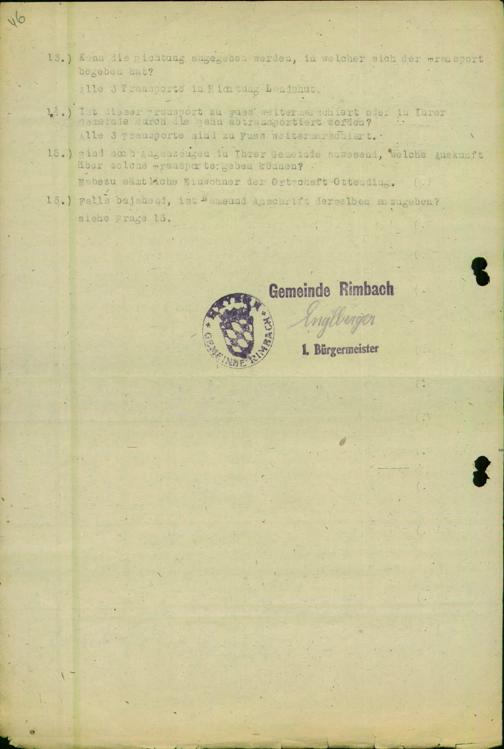 46
13.) Kann die Richtung angegeben werden, in welcher sich der Transport
begeben hat?
Alle 3 Transporte in Richtung Landshut.
14.) Ist dieser Transport zu Fuss weitermarschiert oder in Ihrer
Gemeinde durch die Bahn abtransportiert worden?
Alle 3 Transporte sind zu Fuss weitermarschiert.
15.) Sind noch Augenzeugen in Ihrer Gemeinde anwesend, welche Auskunft
über solche Transporte geben können?
Nahezu sämtliche Einwohner der Ortschaft Ottending.
16.) Falls bejahend, ist Name und Anschrift derselben anzugeben?
Siehe Frage 15.
Gemeinde Rimbach
BAYERN
GEMEINDE RIMBACH
Englberger
1. Bürgermeister